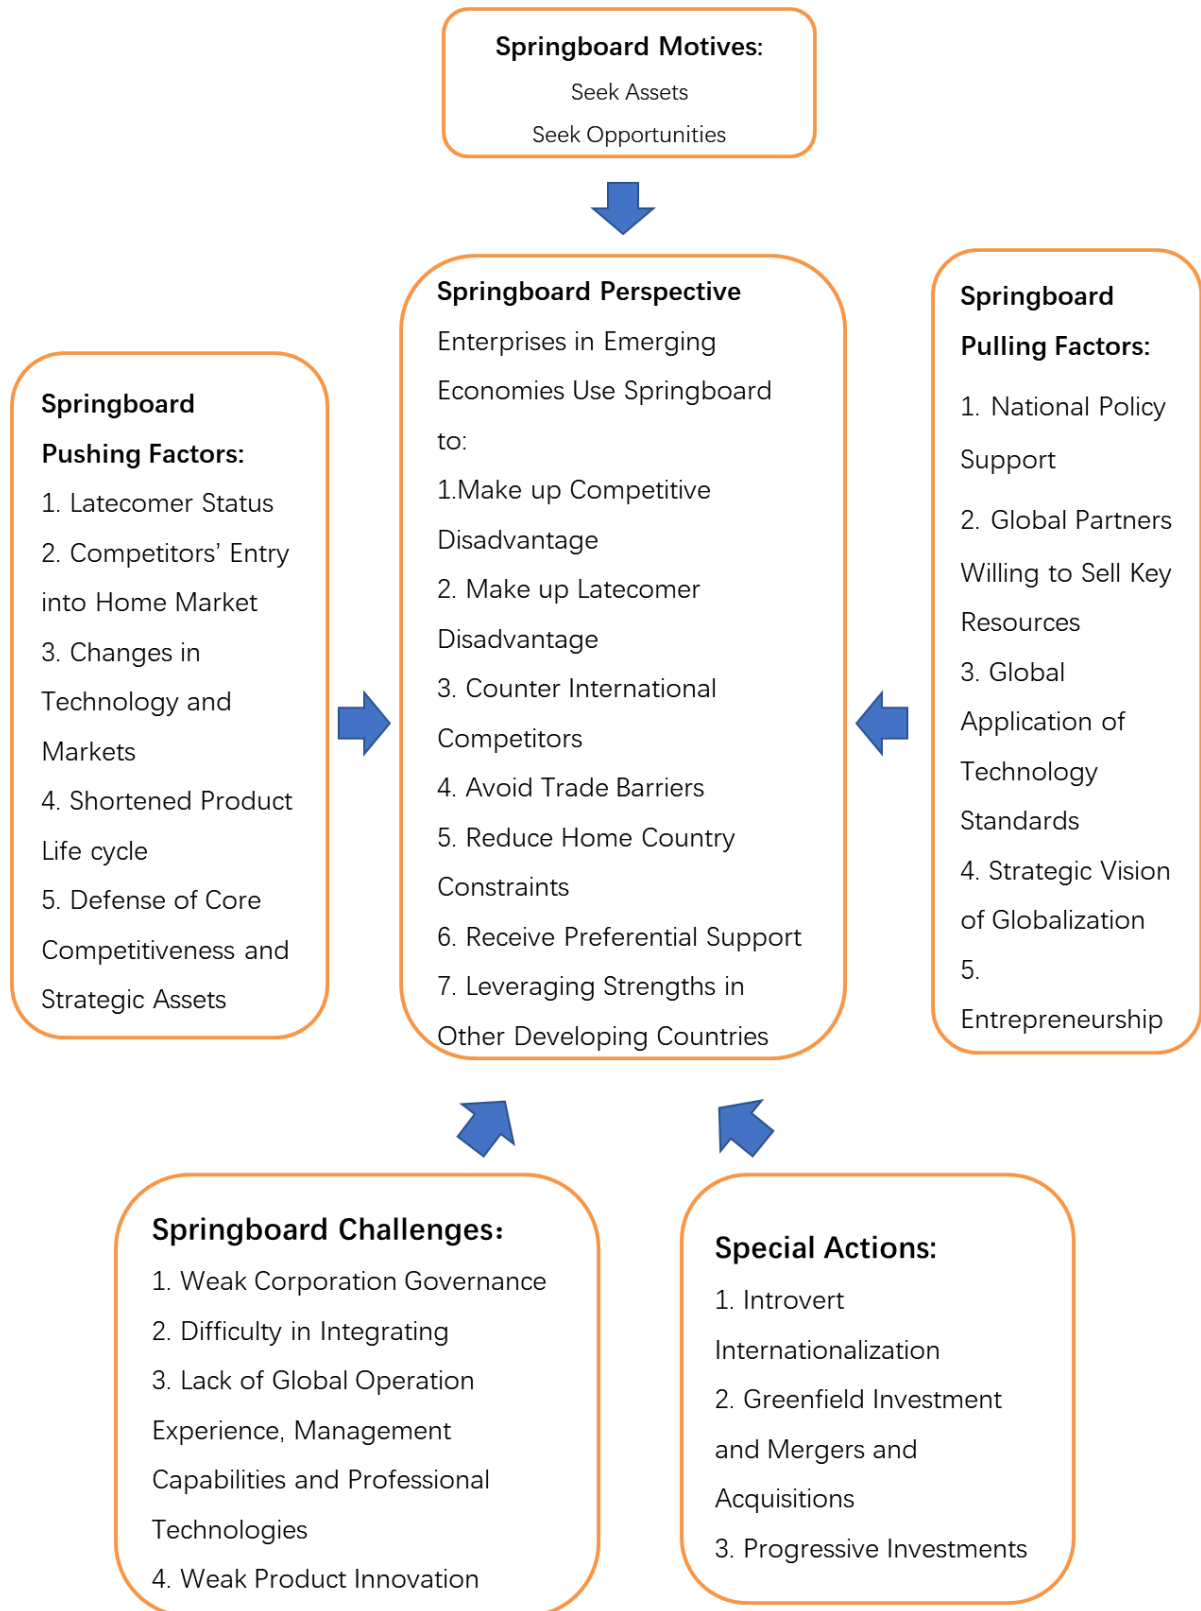 Springboard Motives:
Seek Assets
Seek Opportunities
Springboard
Pushing Factors:
1. Latecomer Status
2. Competitors’ Entry
into Home Market
3. Changes in
Technology and
Markets
4. Shortened Product
Life cycle
5. Defense of Core
Competitiveness and
Strategic Assets
Springboard Perspective
Enterprises in Emerging
Economies Use Springboard
to:
1.Make up Competitive
Disadvantage
2. Make up Latecomer
Disadvantage
3. Counter International
Competitors
4. Avoid Trade Barriers
5. Reduce Home Country
Constraints
6. Receive Preferential Support
7. Leveraging Strengths in
Other Developing Countries
Springboard
Pulling Factors:
1. National Policy
Support
2. Global Partners
Willing to Sell Key
Resources
3. Global
Application of
Technology
Standards
4. Strategic Vision
of Globalization
5.
Entrepreneurship
Springboard Challenges:
1. Weak Corporation Governance
2. Difficulty in Integrating
3. Lack of Global Operation
Experience, Management
Capabilities and Professional
Technologies
4. Weak Product Innovation
Special Actions:
1. Introvert
Internationalization
2. Greenfield Investment
and Mergers and
Acquisitions
3. Progressive Investments